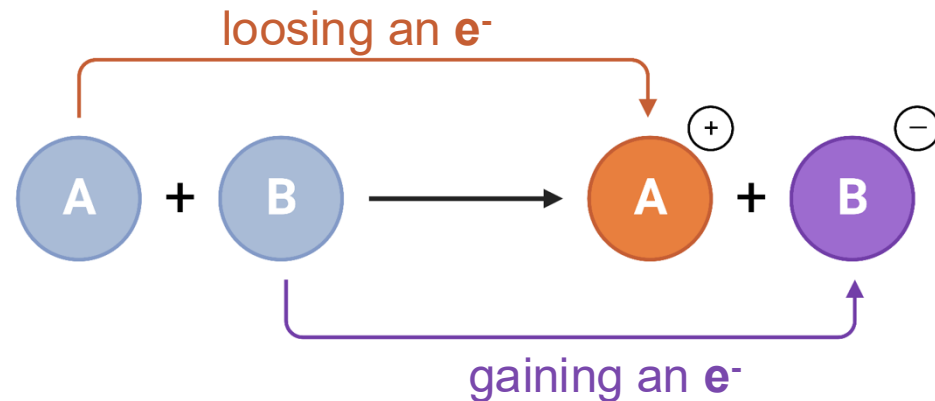 loosing an e⁻
A + B A + + B −
gaining an e⁻